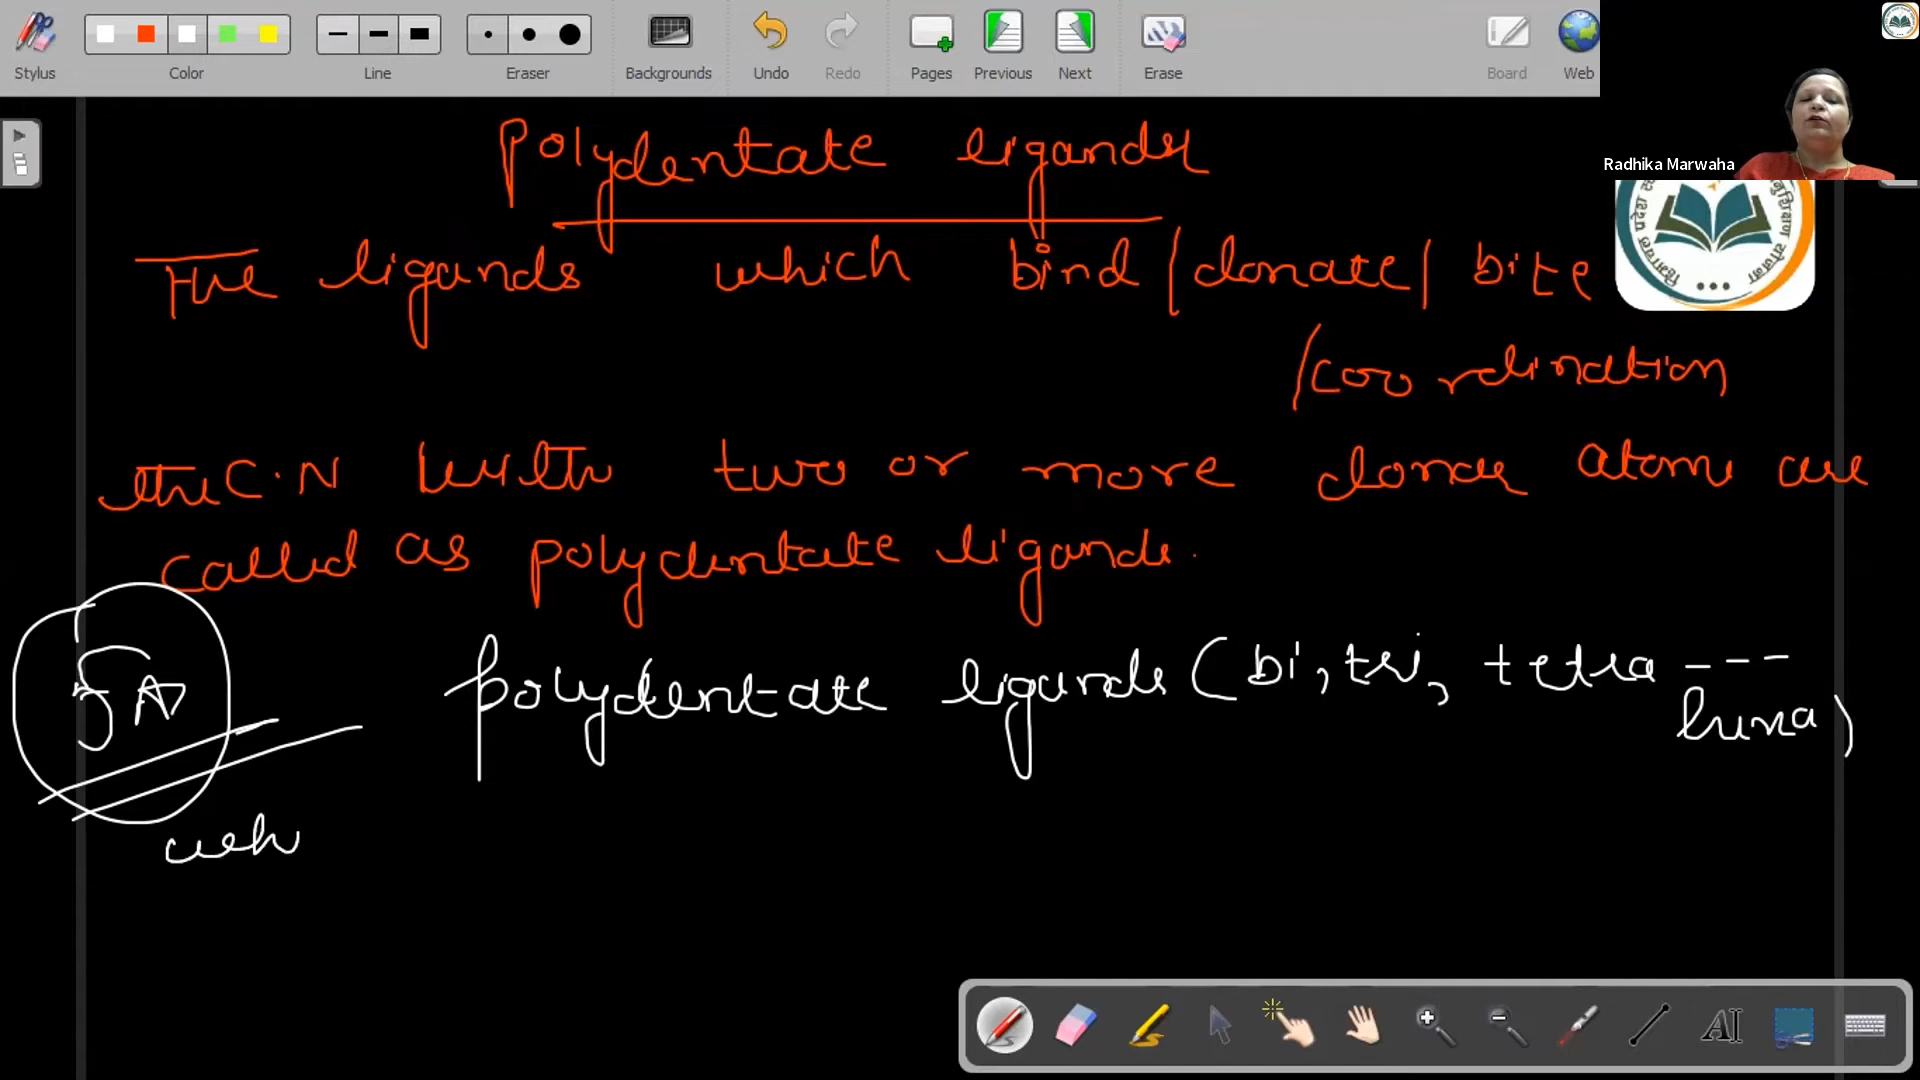 Stylus
Color
Line
Eraser
Backgrounds
Undo
Redo
Pages
Previous
Next
Erase
Board
Web
Radhika Marwaha
Polydentate ligands
The ligands which bind / donate / bite
/ coordination
the C.N with two or more donor atoms are
called as polydentate ligands.
polydentate ligands (bi, tri, tetra ---
hexa)